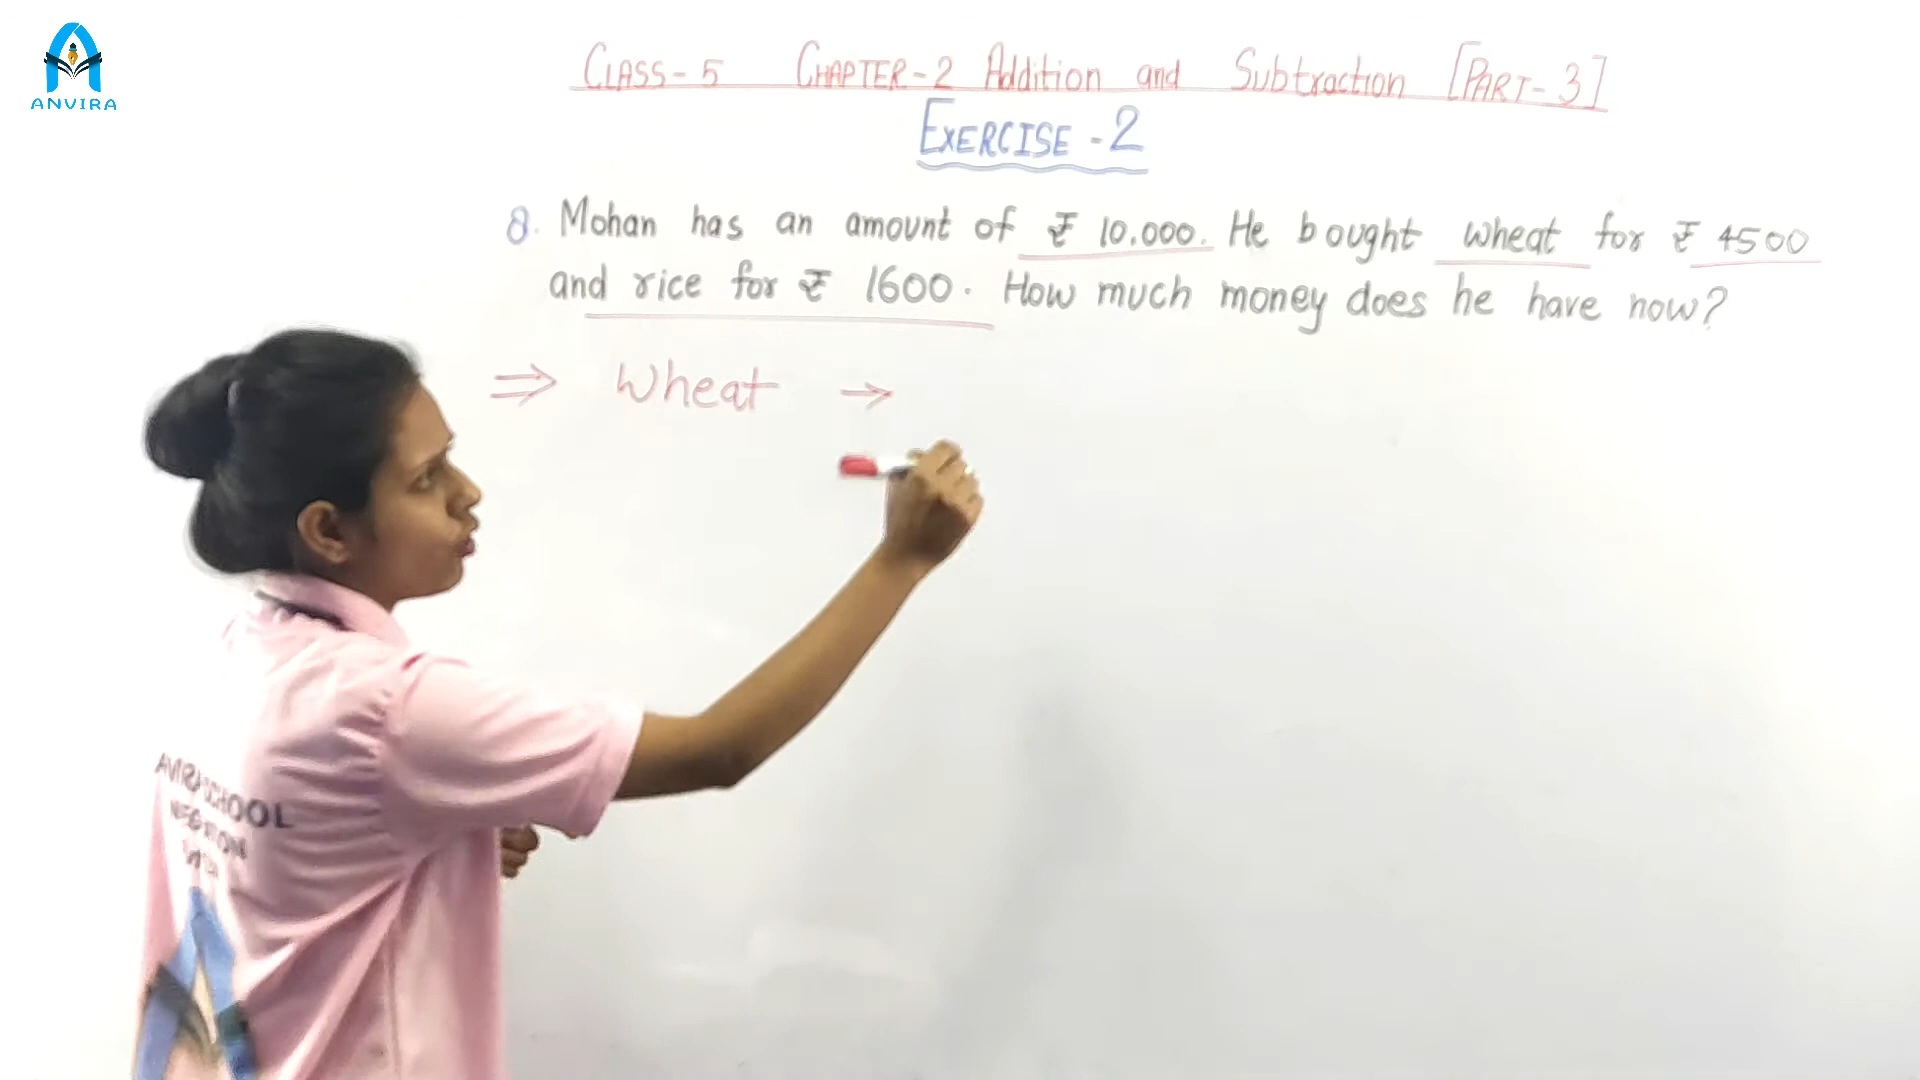 ANVIRA
CLASS-5 CHAPTER-2 Addition and Subtraction [PART-3]
EXERCISE-2
8. Mohan has an amount of ₹ 10,000. He bought wheat for ₹ 4500
and rice for ₹ 1600. How much money does he have now?
⇒ Wheat →
SCHOOL